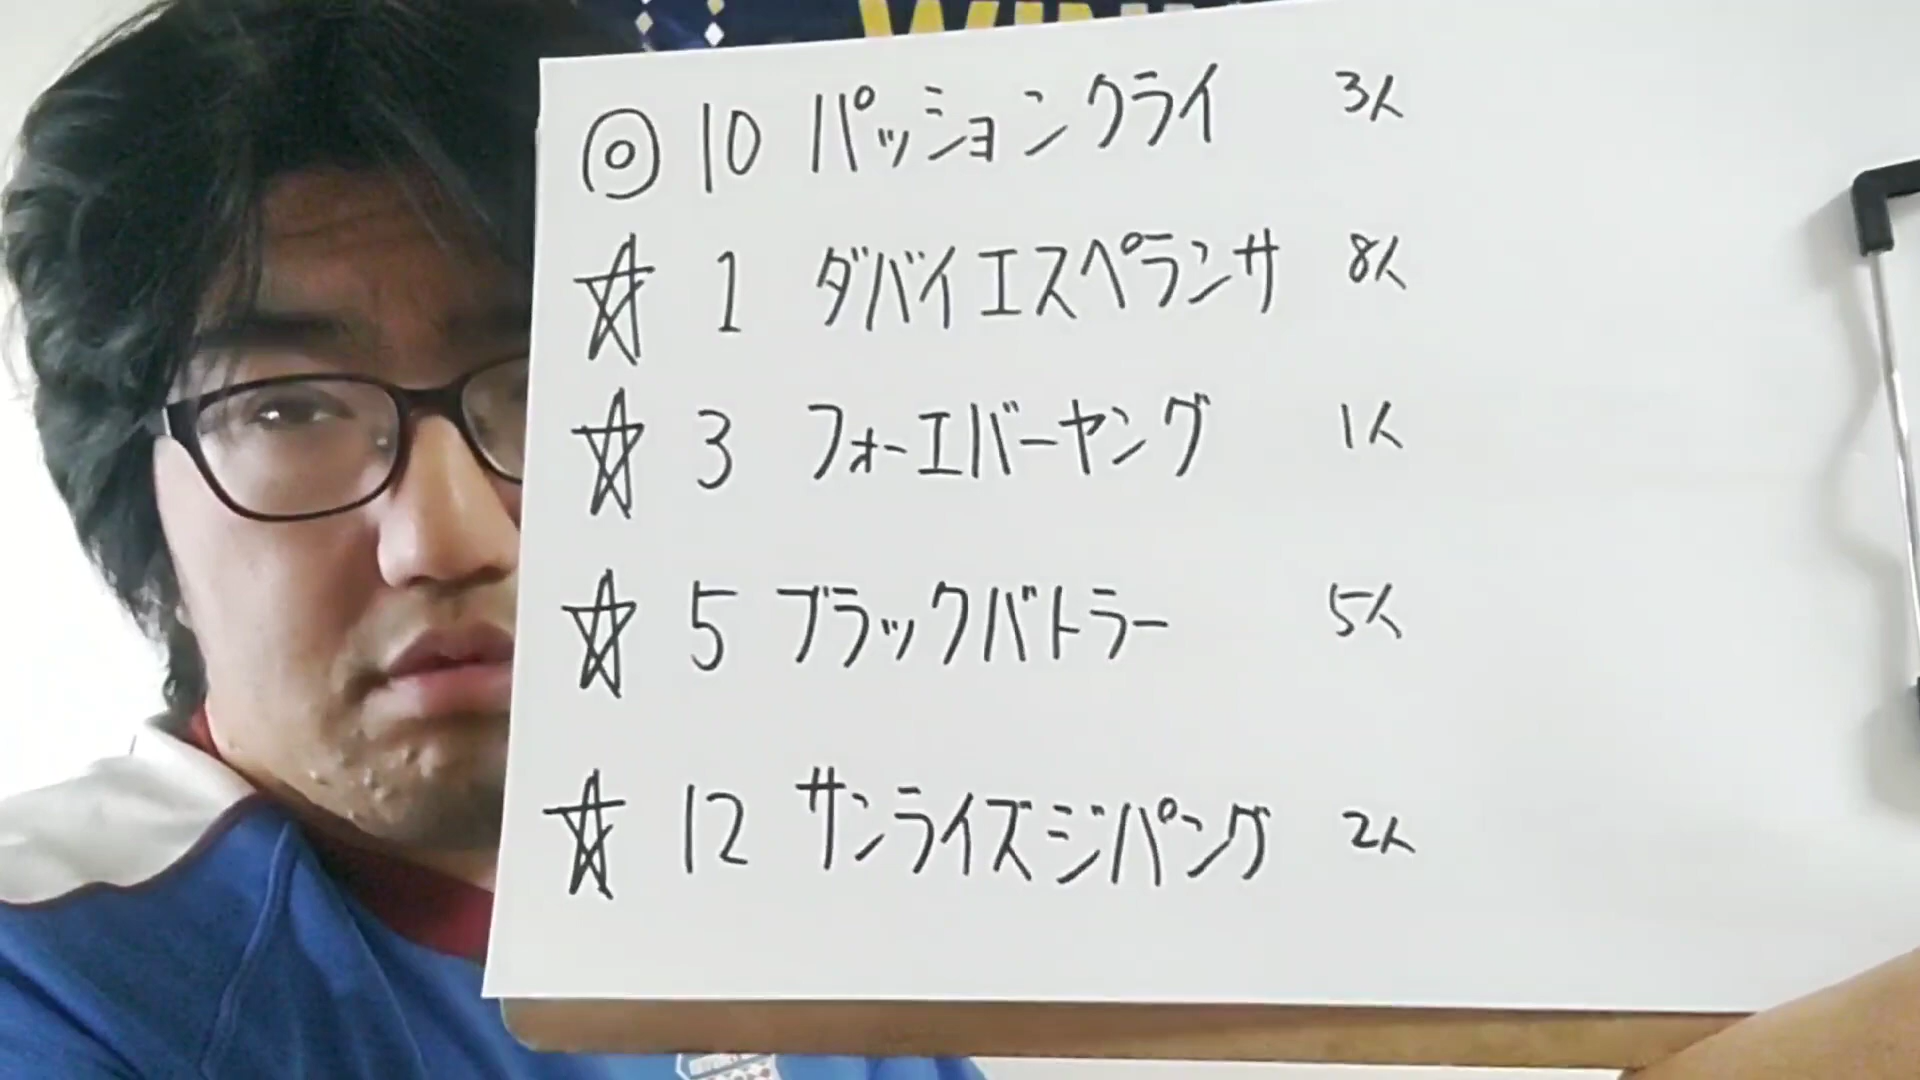 WINN
◎ 10 パッションクライ 3人
☆ 1 ダバイエスペランサ 8人
☆ 3 フォーエバーヤング 1人
☆ 5 ブラックバトラー 5人
☆ 12 サンライズジパング 2人